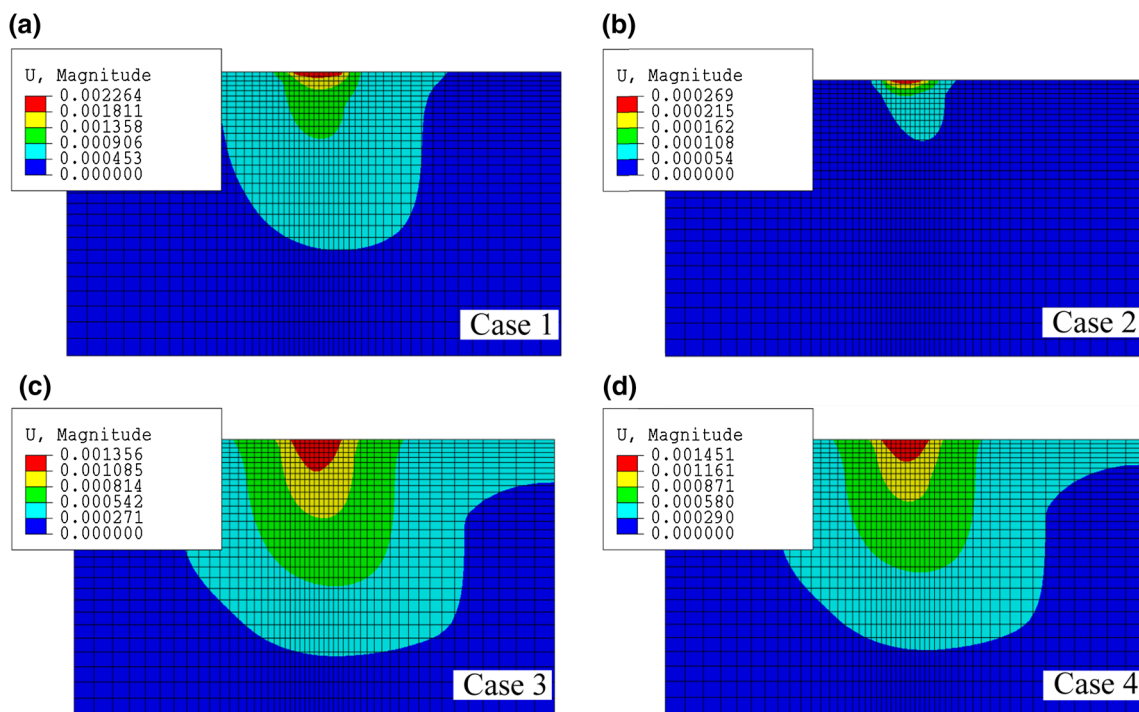 (a)
U, Magnitude
0.002264
0.001811
0.001358
0.000906
0.000453
0.000000
Case 1
(b)
U, Magnitude
0.000269
0.000215
0.000162
0.000108
0.000054
0.000000
Case 2
(c)
U, Magnitude
0.001356
0.001085
0.000814
0.000542
0.000271
0.000000
Case 3
(d)
U, Magnitude
0.001451
0.001161
0.000871
0.000580
0.000290
0.000000
Case 4